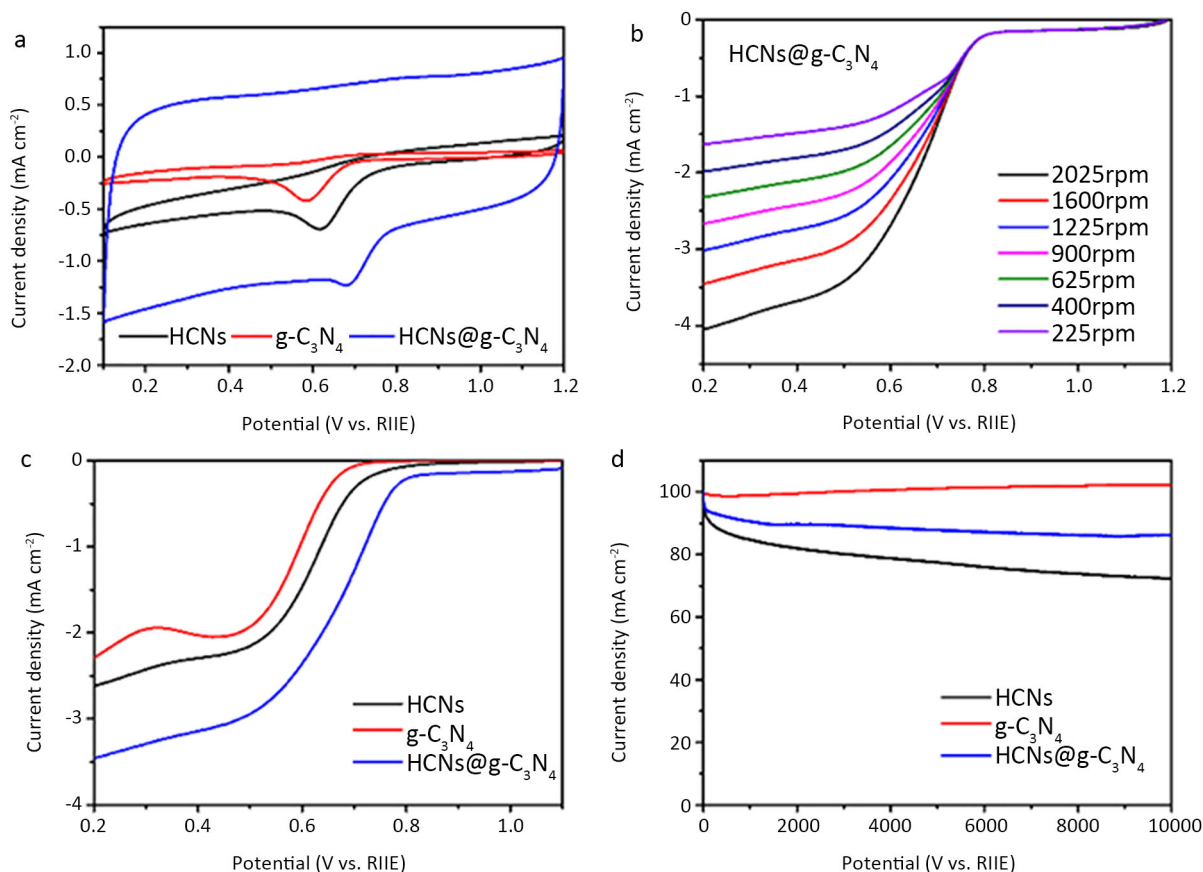 a
Current density (mA cm⁻²)
1.0
0.5
0.0
-0.5
-1.0
-1.5
-2.0
HCNs g-C₃N₄ HCNs@g-C₃N₄
0.2 0.4 0.6 0.8 1.0 1.2
Potential (V vs. RIIE)
b
HCNs@g-C₃N₄
Current density (mA cm⁻²)
0
-1
-2
-3
-4
2025rpm
1600rpm
1225rpm
900rpm
625rpm
400rpm
225rpm
0.2 0.4 0.6 0.8 1.0 1.2
Potential (V vs. RIIE)
c
Current density (mA cm⁻²)
0
-1
-2
-3
-4
HCNs
g-C₃N₄
HCNs@g-C₃N₄
0.2 0.4 0.6 0.8 1.0
Potential (V vs. RIIE)
d
Current density (mA cm⁻²)
100
80
60
40
20
0
HCNs
g-C₃N₄
HCNs@g-C₃N₄
0 2000 4000 6000 8000 10000
Potential (V vs. RIIE)